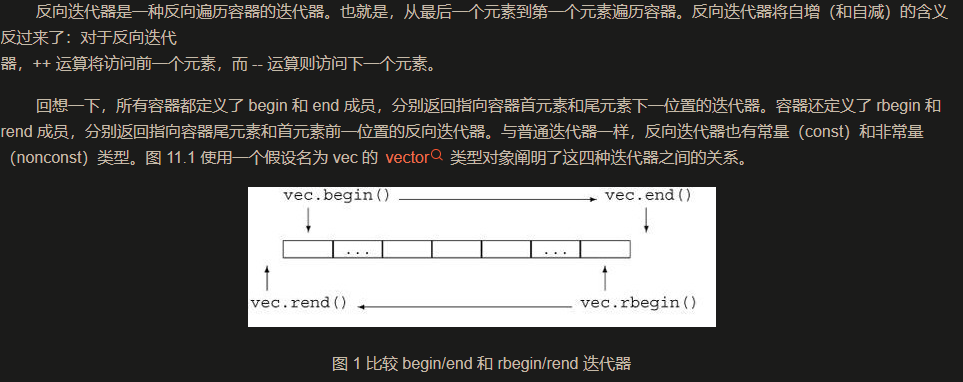 反向迭代器是一种反向遍历容器的迭代器。也就是，从最后一个元素到第一个元素遍历容器。反向迭代器将自增（和自减）的含义
反过来了：对于反向迭代
器，++ 运算将访问前一个元素，而 -- 运算则访问下一个元素。
回想一下，所有容器都定义了 begin 和 end 成员，分别返回指向容器首元素和尾元素下一位置的迭代器。容器还定义了 rbegin 和
rend 成员，分别返回指向容器尾元素和首元素前一位置的反向迭代器。与普通迭代器一样，反向迭代器也有常量（const）和非常量
（nonconst）类型。图 11.1 使用一个假设名为 vec 的 vector 类型对象阐明了这四种迭代器之间的关系。
vec.begin() vec.end()
... ...
vec.rend() vec.rbegin()
图 1 比较 begin/end 和 rbegin/rend 迭代器